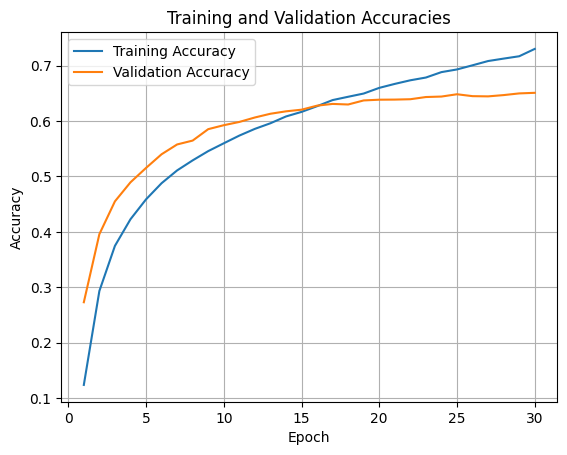 Training and Validation Accuracies
Training Accuracy
Validation Accuracy
0.7
0.6
0.5
0.4
0.3
0.2
0.1
Accuracy
0 5 10 15 20 25 30
Epoch